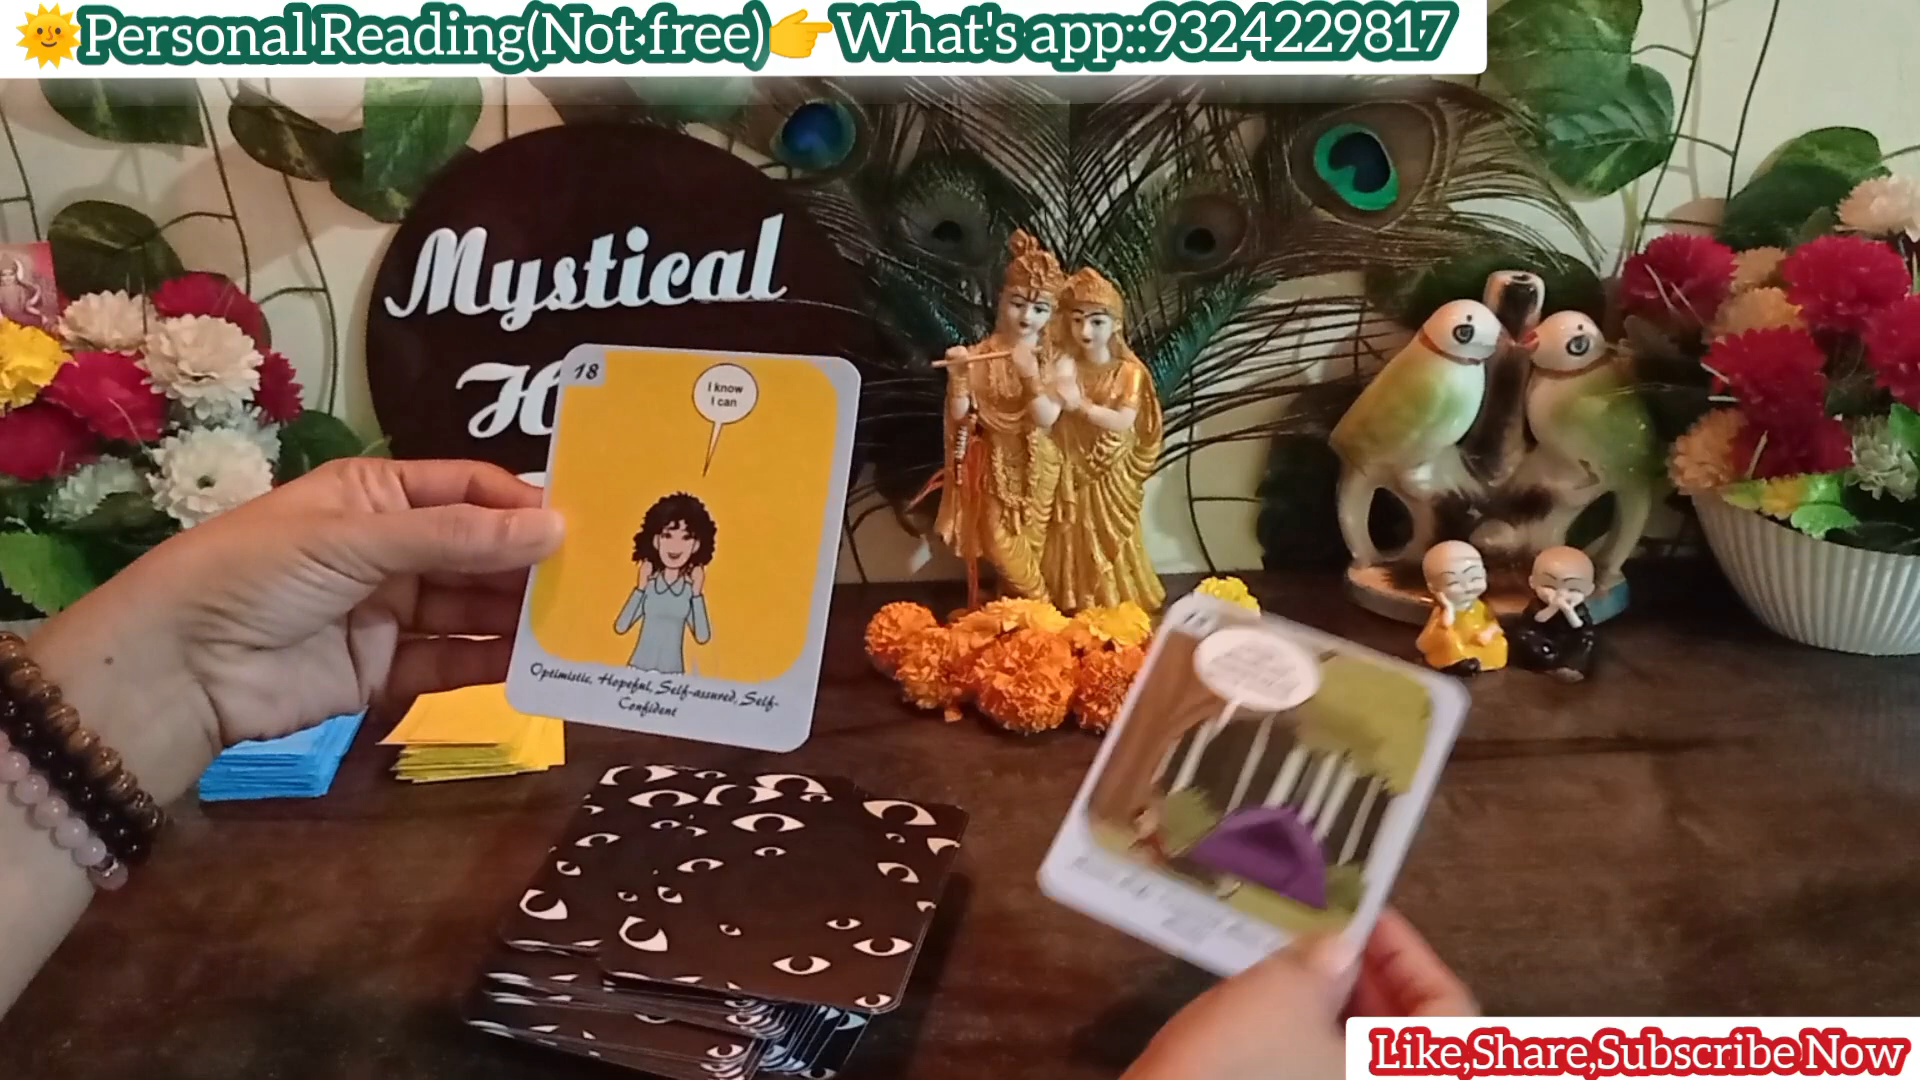 🌞Personal Reading(Not free)👉What's app::9324229817
Mystical
18
I know
I can
Optimistic, Hopeful, Self-assured, Self-
Confident
Like,Share,Subscribe Now